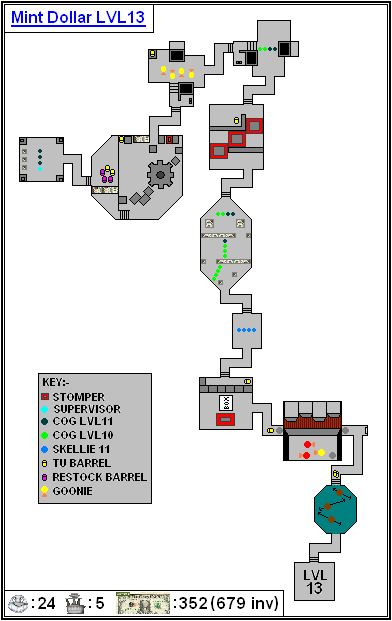 Mint Dollar LVL13
BOX
KEY:-
STOMPER
SUPERVISOR
COG LVL11
COG LVL10
SKELLIE 11
TU BARREL
RESTOCK BARREL
GOONIE
LVL
13
:24 :5 :352 (679 inv)